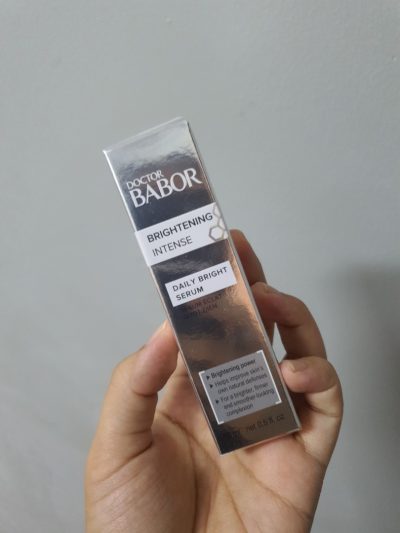 DOCTOR
BABOR
BRIGHTENING
INTENSE
DAILY BRIGHT
SERUM
▶ Brightening power
▶ Helps improve skin's
own natural defenses
▶ For a brighter, firmer
and smoother-looking
complexion
net 0.5 fl. oz